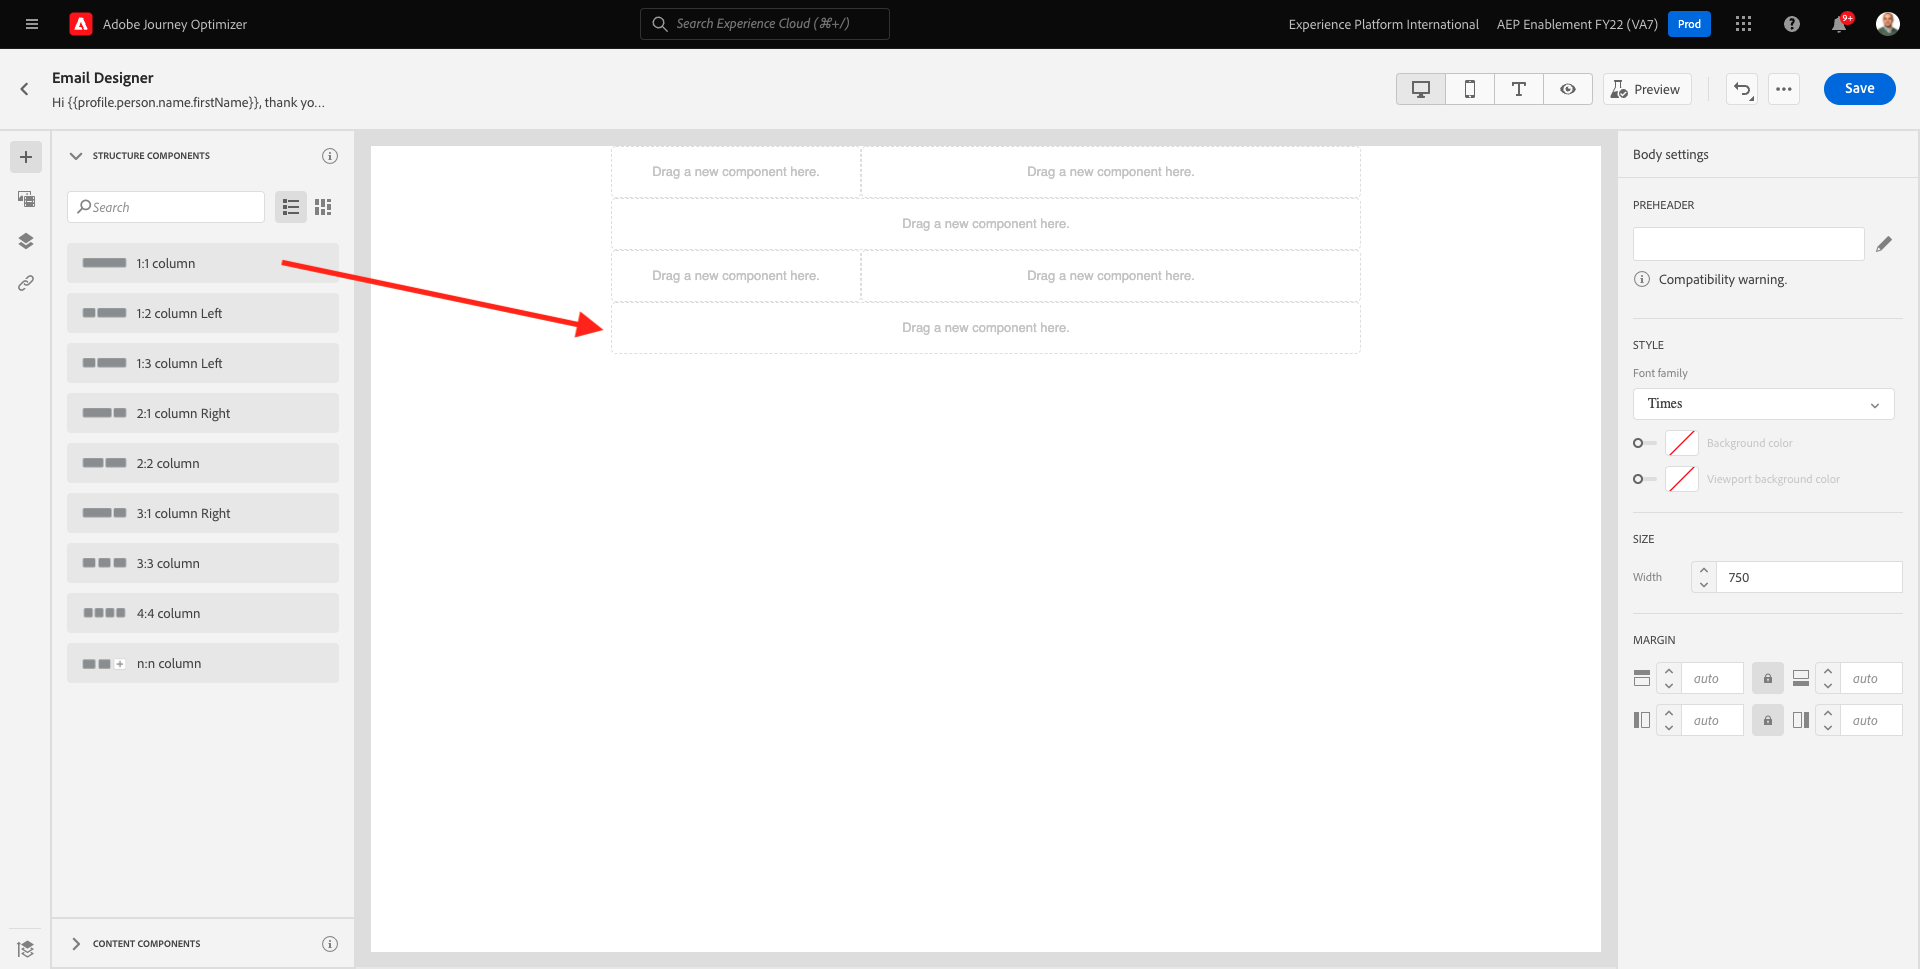 Adobe Journey Optimizer
Search Experience Cloud (⌘+/)
Experience Platform International
AEP Enablement FY22 (VA7)
Prod
9+
Email Designer
Hi {{profile.person.name.firstName}}, thank yo...
Preview
Save
STRUCTURE COMPONENTS
Search
1:1 column
1:2 column Left
1:3 column Left
2:1 column Right
2:2 column
3:1 column Right
3:3 column
4:4 column
n:n column
CONTENT COMPONENTS
Drag a new component here.
Drag a new component here.
Drag a new component here.
Drag a new component here.
Drag a new component here.
Drag a new component here.
Body settings
PREHEADER
Compatibility warning.
STYLE
Font family
Times
Background color
Viewport background color
SIZE
Width
750
MARGIN
auto
auto
auto
auto